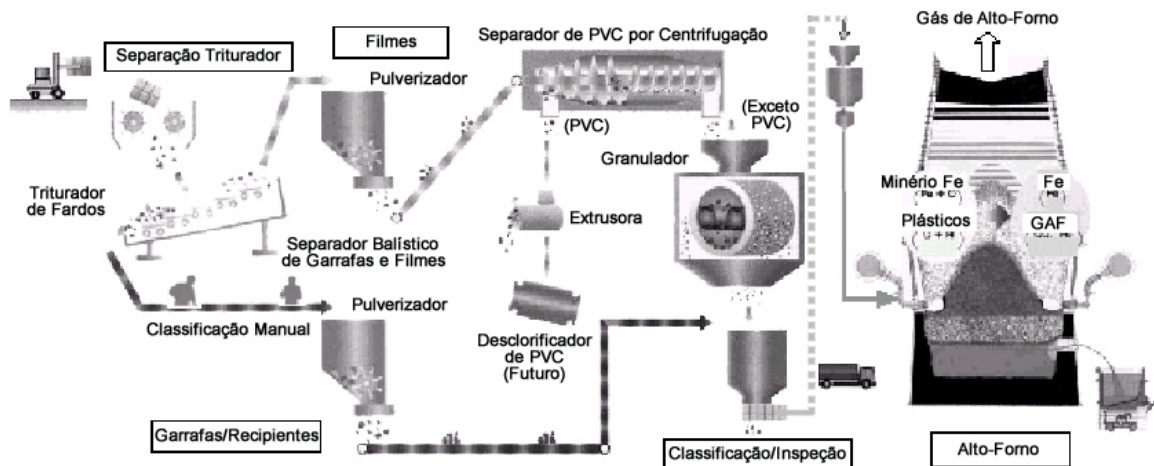 Separação Triturador
Filmes
Separador de PVC por Centrifugação
Gás de Alto-Forno
Pulverizador
(PVC)
(Exceto
PVC)
Granulador
Triturador
de Fardos
Extrusora
Minério Fe
Fe
Plásticos
GAF
Separador Balístico
de Garrafas e Filmes
Pulverizador
Classificação Manual
Desclorificador
de PVC
(Futuro)
Garrafas/Recipientes
Classificação/Inspeção
Alto-Forno